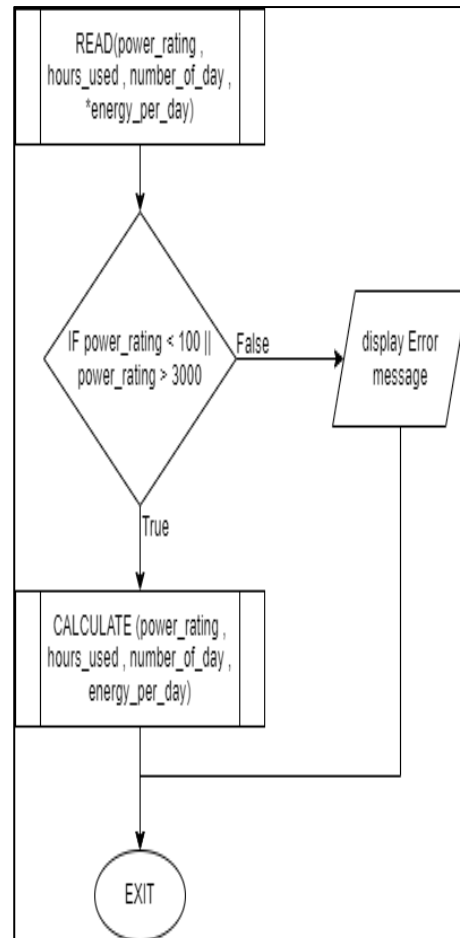 READ(power_rating ,
hours_used , number_of_day ,
*energy_per_day)
IF power_rating < 100 ||
power_rating > 3000
False
display Error
message
True
CALCULATE (power_rating ,
hours_used , number_of_day ,
energy_per_day)
EXIT